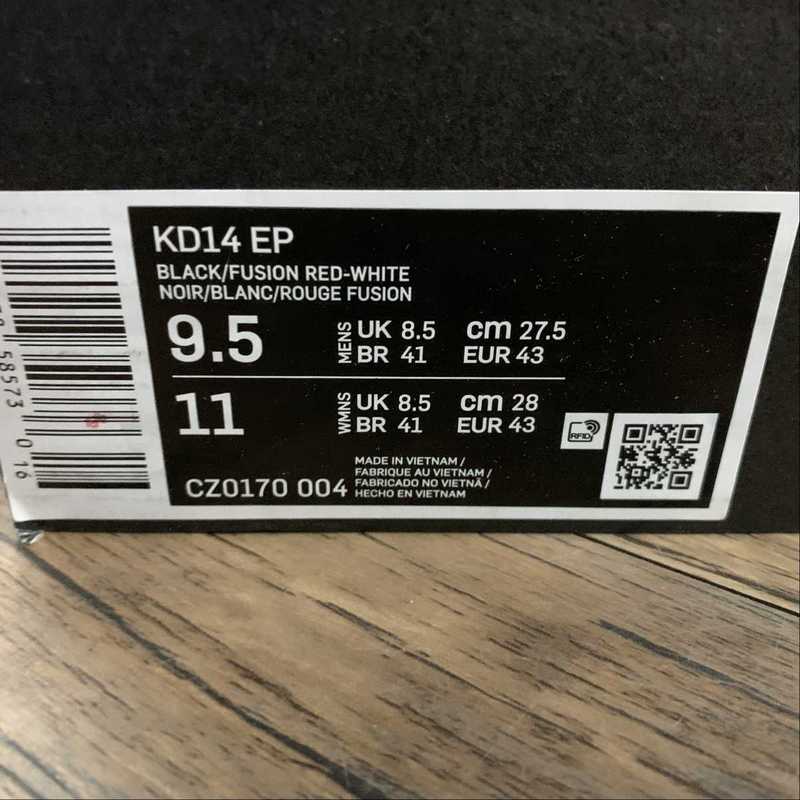 KD14 EP
BLACK/FUSION RED-WHITE
NOIR/BLANC/ROUGE FUSION
9.5 MENS UK 8.5 cm 27.5
BR 41 EUR 43
11 WMNS UK 8.5 cm 28
BR 41 EUR 43
RFID
CZ0170 004
MADE IN VIETNAM /
FABRIQUE AU VIETNAM /
FABRICADO NO VIETNÃ /
HECHO EN VIETNAM
58573 016